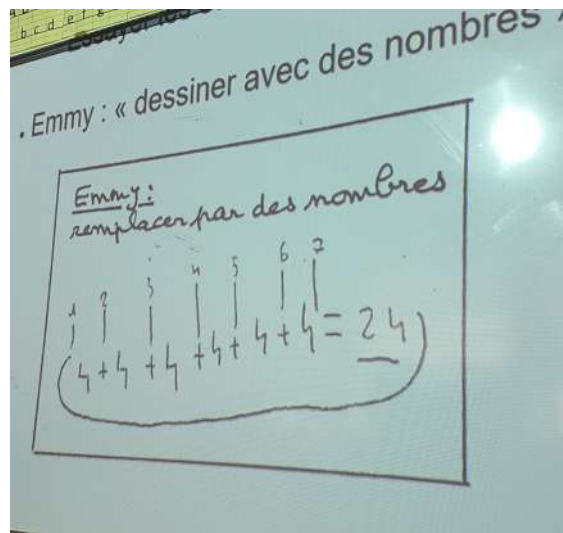 b c d e f g
. Emmy : « dessiner avec des nombres »
Emmy :
remplacer par des nombres
1 2 3 4 5 6 7
(4+4+4+4+4+4+4=24)